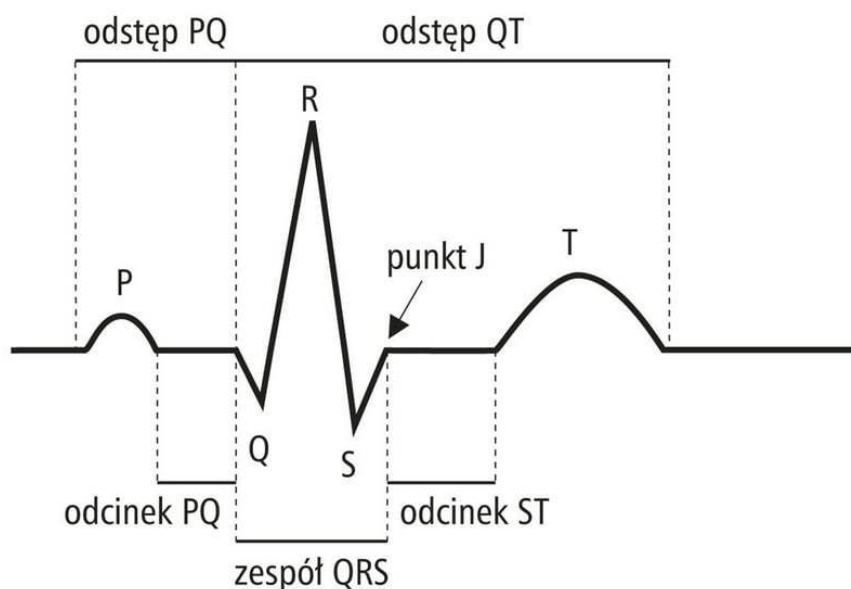 odstęp PQ odstęp QT
R
T
punkt J
P
Q
S
odcinek PQ odcinek ST
zespół QRS